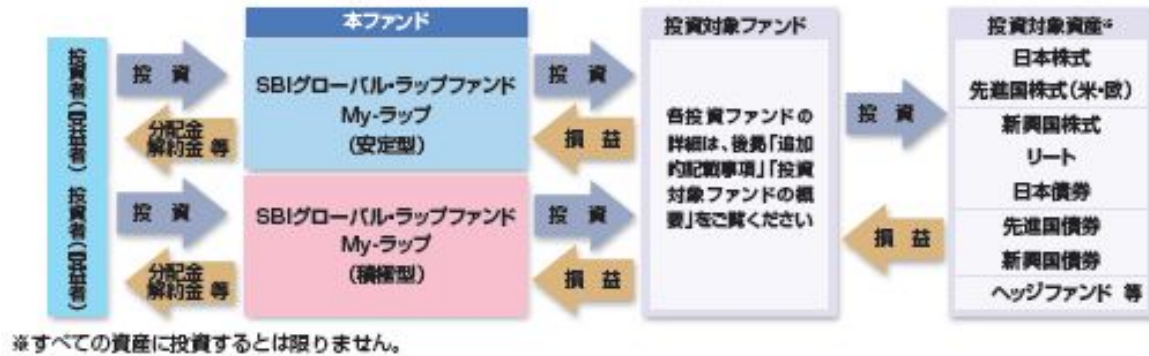 投資者(受益者)
投資
分配金
解約金 等
投資者(受益者)
投資
分配金
解約金 等
本ファンド
SBIグローバル・ラップファンド
My-ラップ
(安定型)
SBIグローバル・ラップファンド
My-ラップ
(積極型)
投資
損益
投資
損益
投資対象ファンド
各投資ファンドの
詳細は、後掲「追加
的記載事項」「投資
対象ファンドの概
要」をご覧ください
投資
損益
投資対象資産※
日本株式
先進国株式(米・欧)
新興国株式
リート
日本債券
先進国債券
新興国債券
ヘッジファンド 等
※すべての資産に投資するとは限りません。